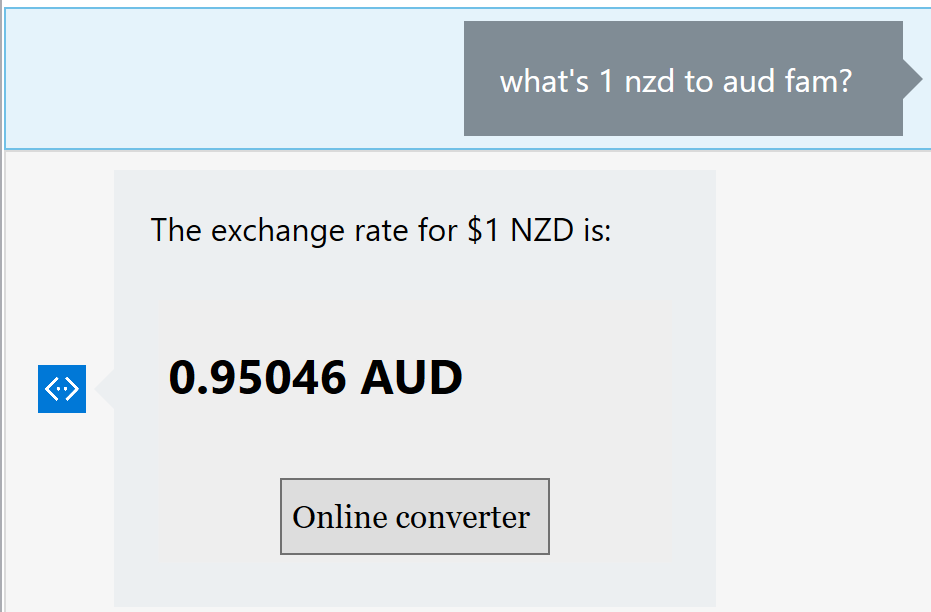 what's 1 nzd to aud fam?
The exchange rate for $1 NZD is:
0.95046 AUD
Online converter